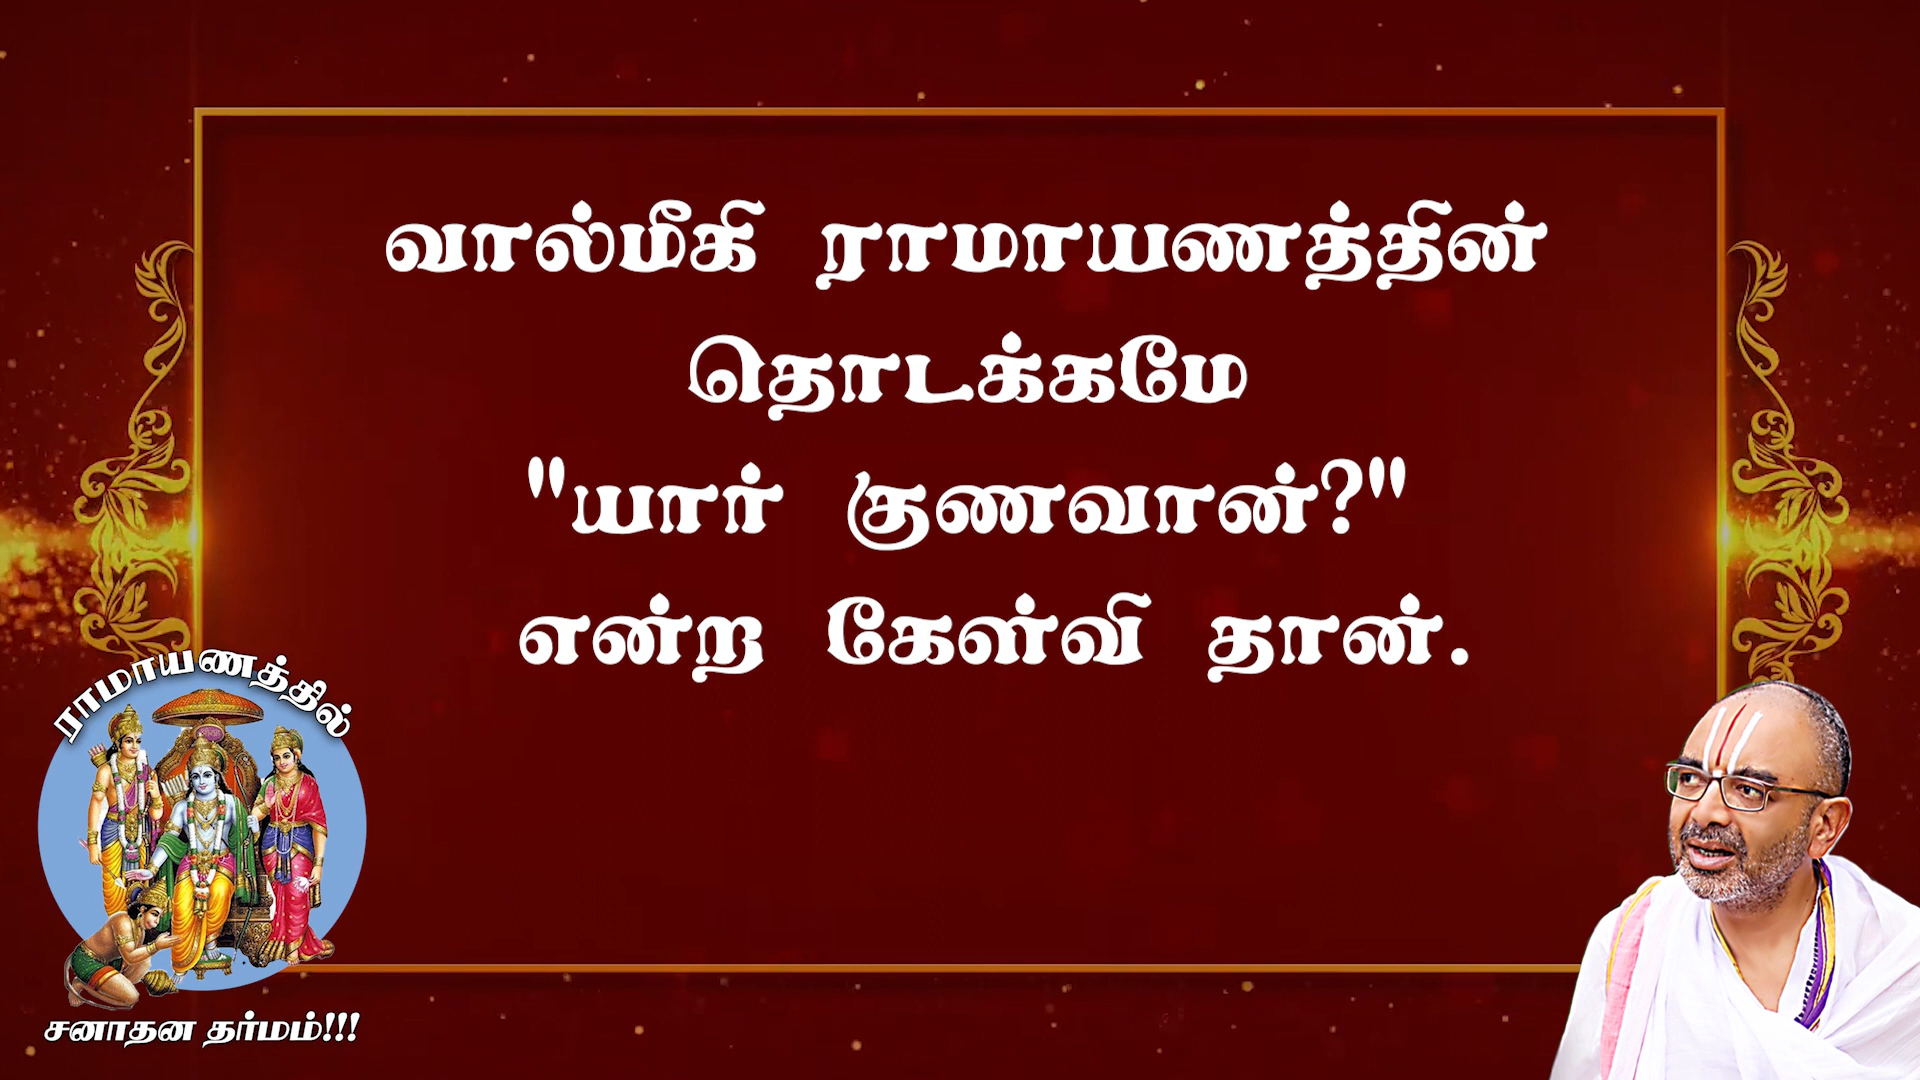 வால்மீகி ராமாயணத்தின்
தொடக்கமே
"யார் குணவான்?"
என்ற கேள்வி தான்.
ராமாயணத்தில்
சனாதன தர்மம்!!!